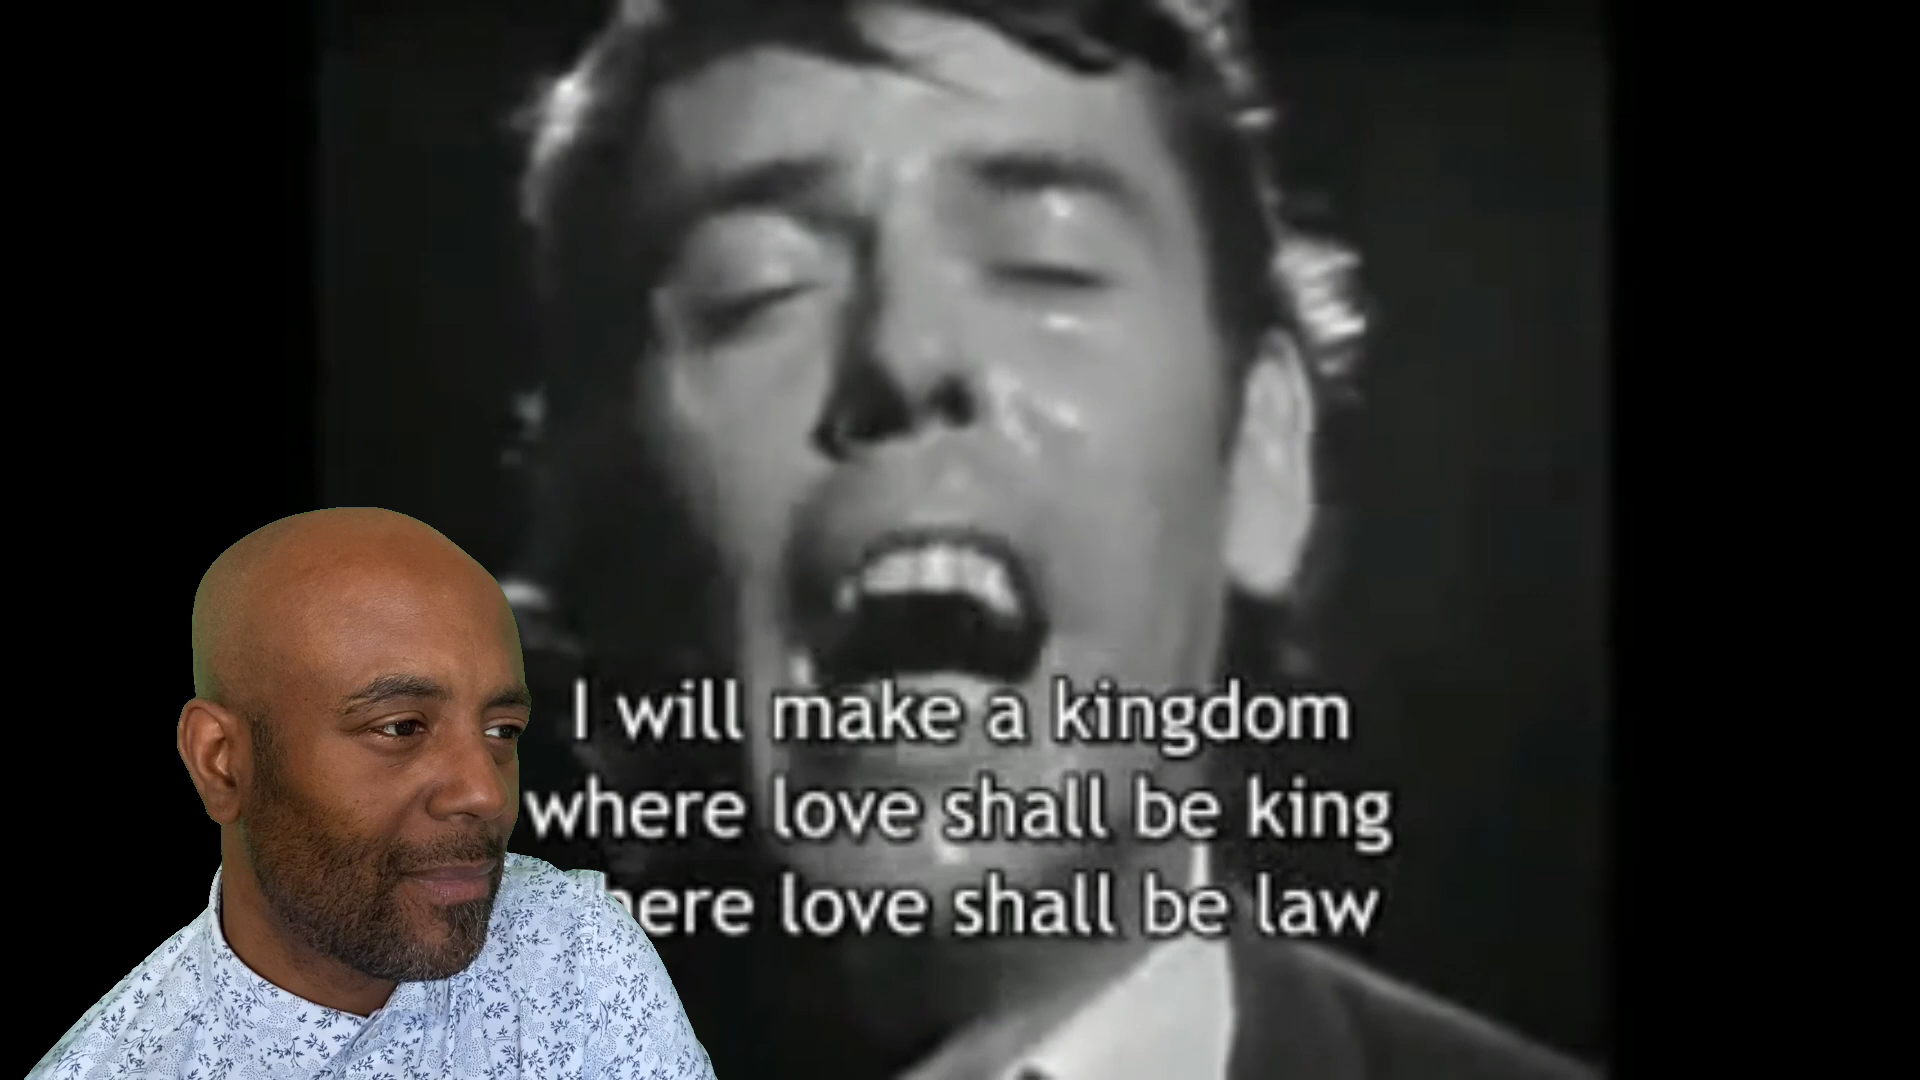 I will make a kingdom
where love shall be king
here love shall be law